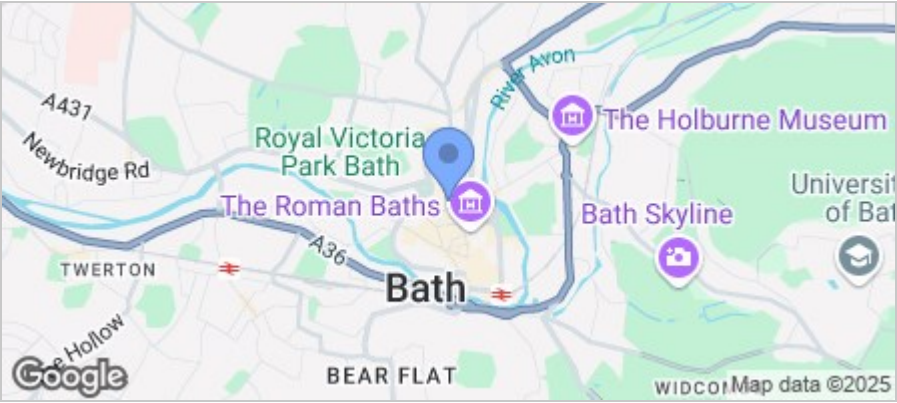 River Avon
A431
The Holburne Museum
Royal Victoria
Park Bath
Newbridge Rd
Universit
of Bat
The Roman Baths
Bath Skyline
A36
TWERTON
Bath
Hollow
BEAR FLAT
Google
WIDCO
Map data ©2025